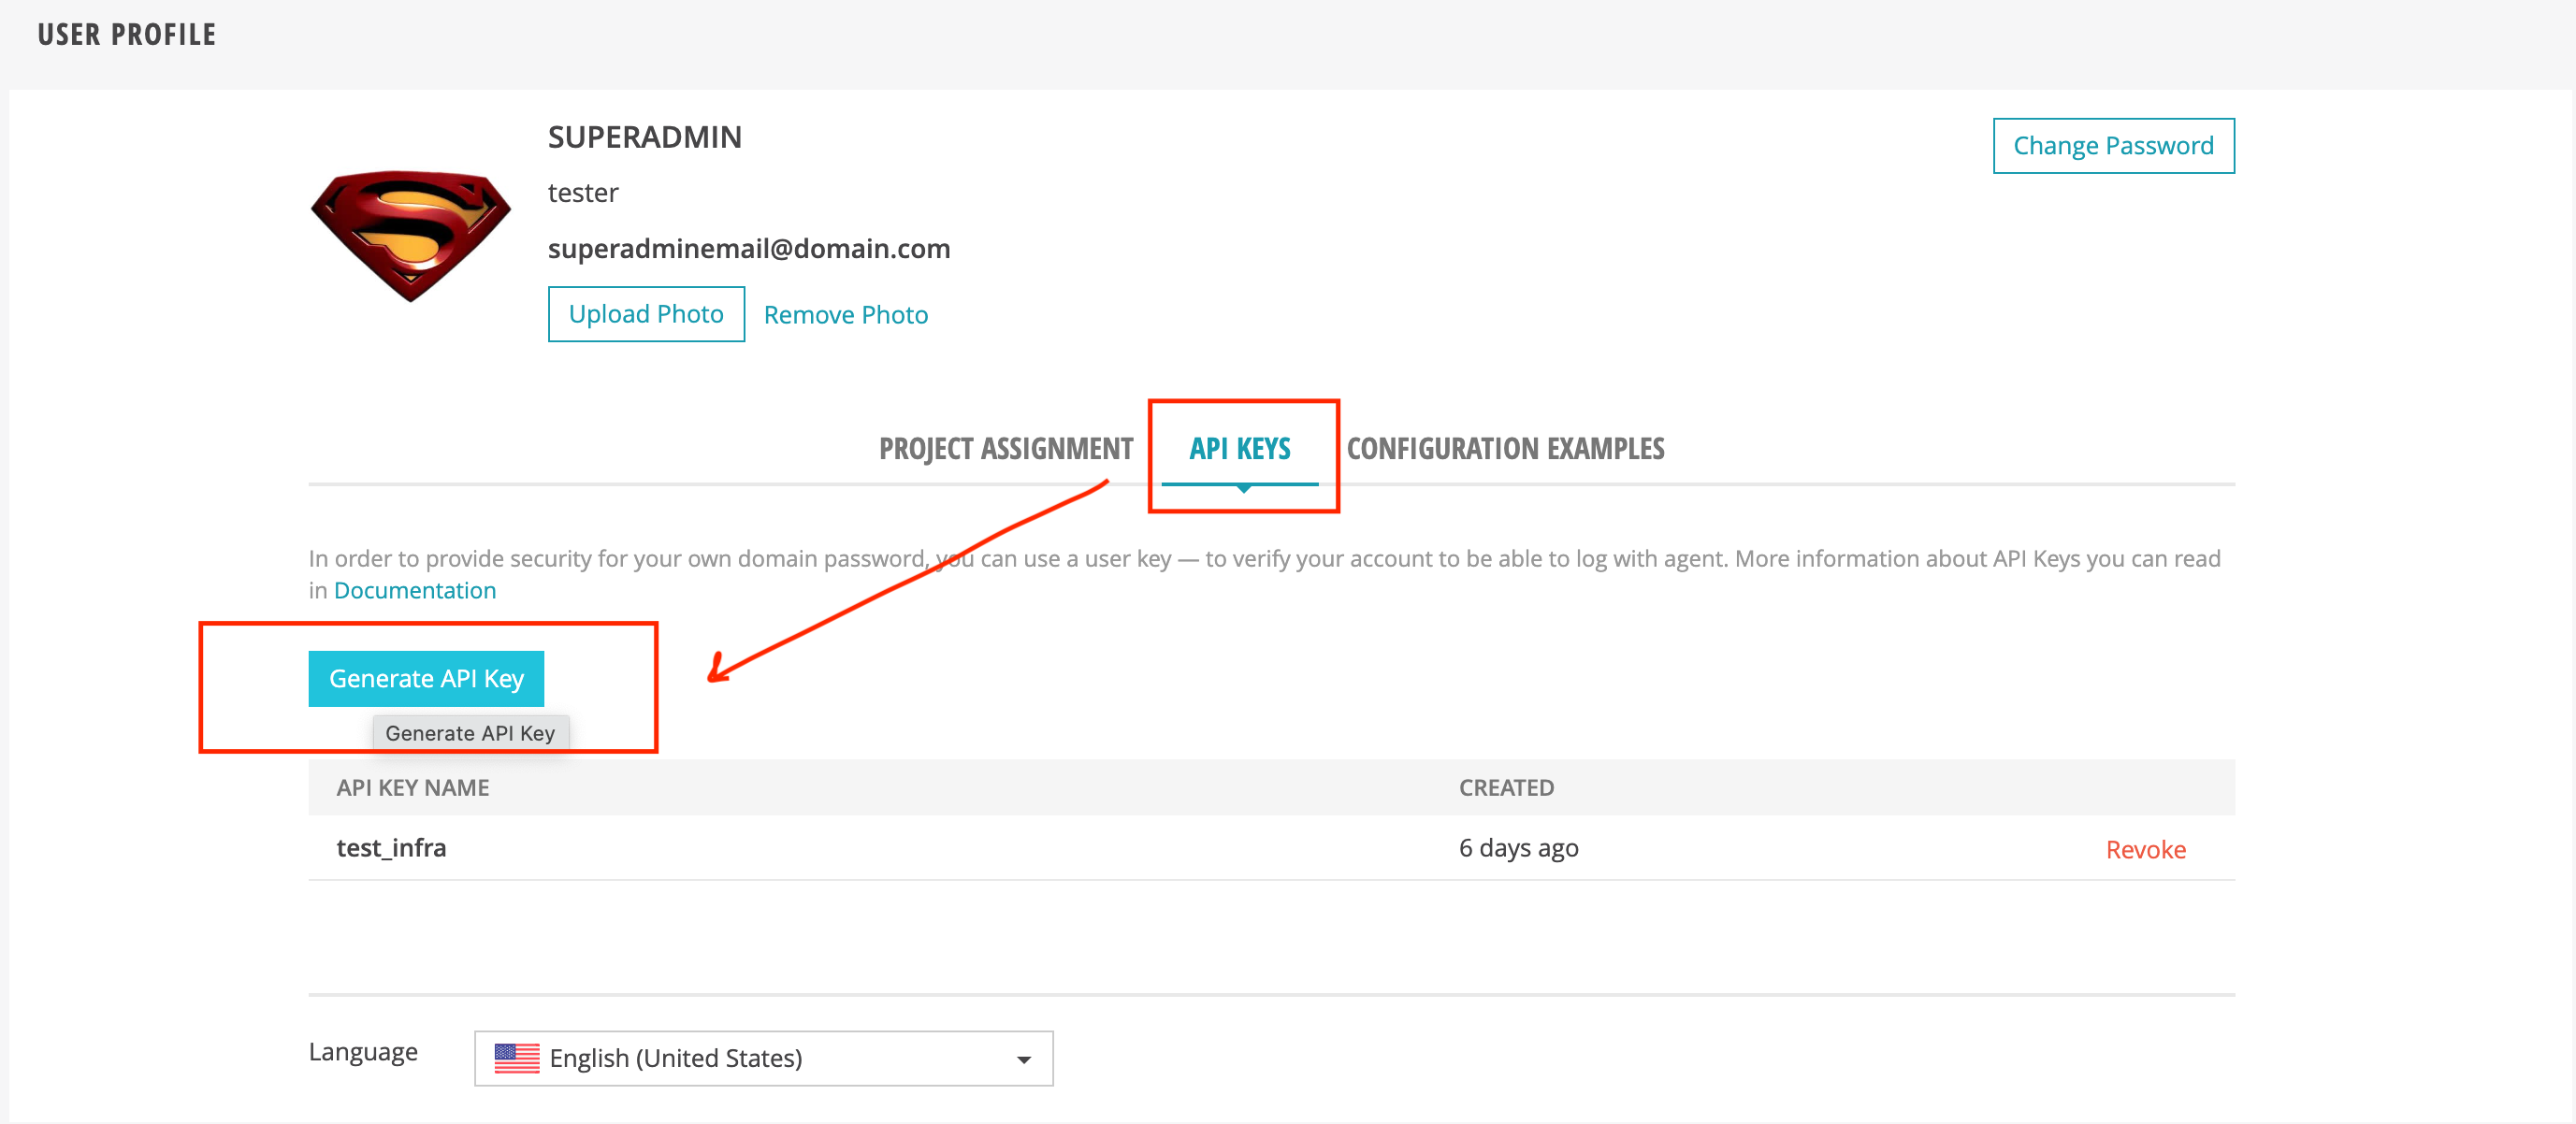 USER PROFILE
SUPERADMIN
Change Password
tester
superadminemail@domain.com
Upload Photo Remove Photo
PROJECT ASSIGNMENT API KEYS CONFIGURATION EXAMPLES
In order to provide security for your own domain password, you can use a user key — to verify your account to be able to log with agent. More information about API Keys you can read
in Documentation
Generate API Key
Generate API Key
API KEY NAME CREATED
test_infra 6 days ago Revoke
Language English (United States)